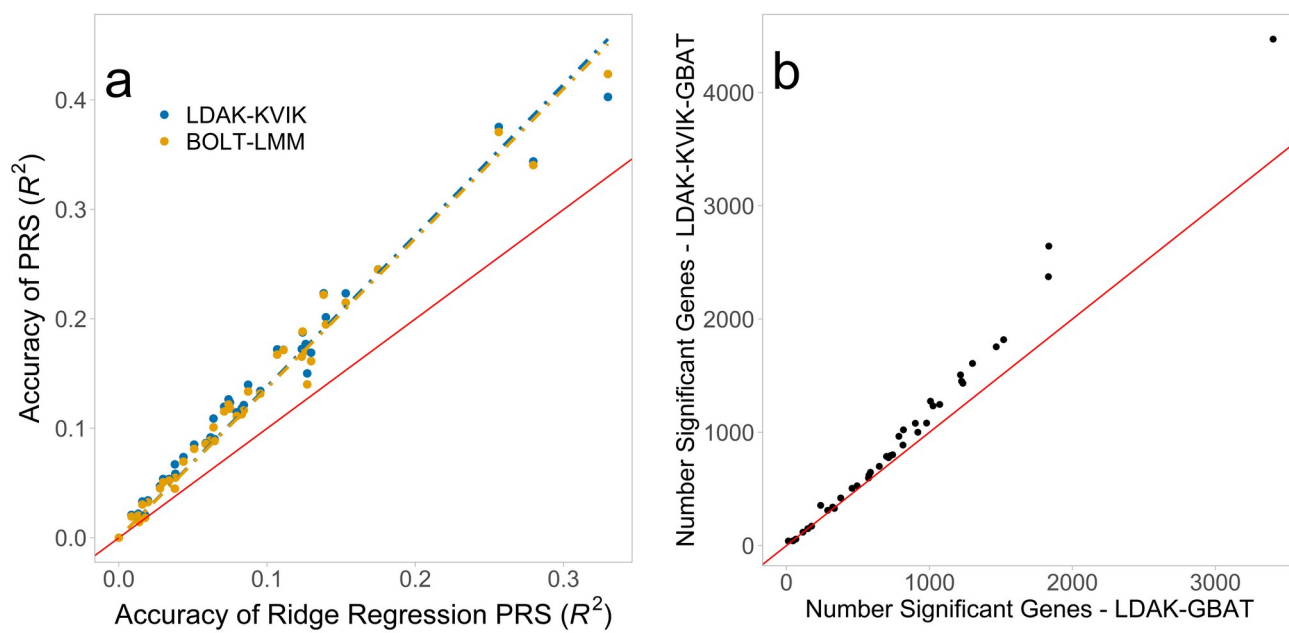 a
LDAK-KVIK
BOLT-LMM
Accuracy of PRS (R²)
0.4
0.3
0.2
0.1
0.0
0.0 0.1 0.2 0.3
Accuracy of Ridge Regression PRS (R²)
b
Number Significant Genes - LDAK-KVIK-GBAT
4000
3000
2000
1000
0
0 1000 2000 3000
Number Significant Genes - LDAK-GBAT